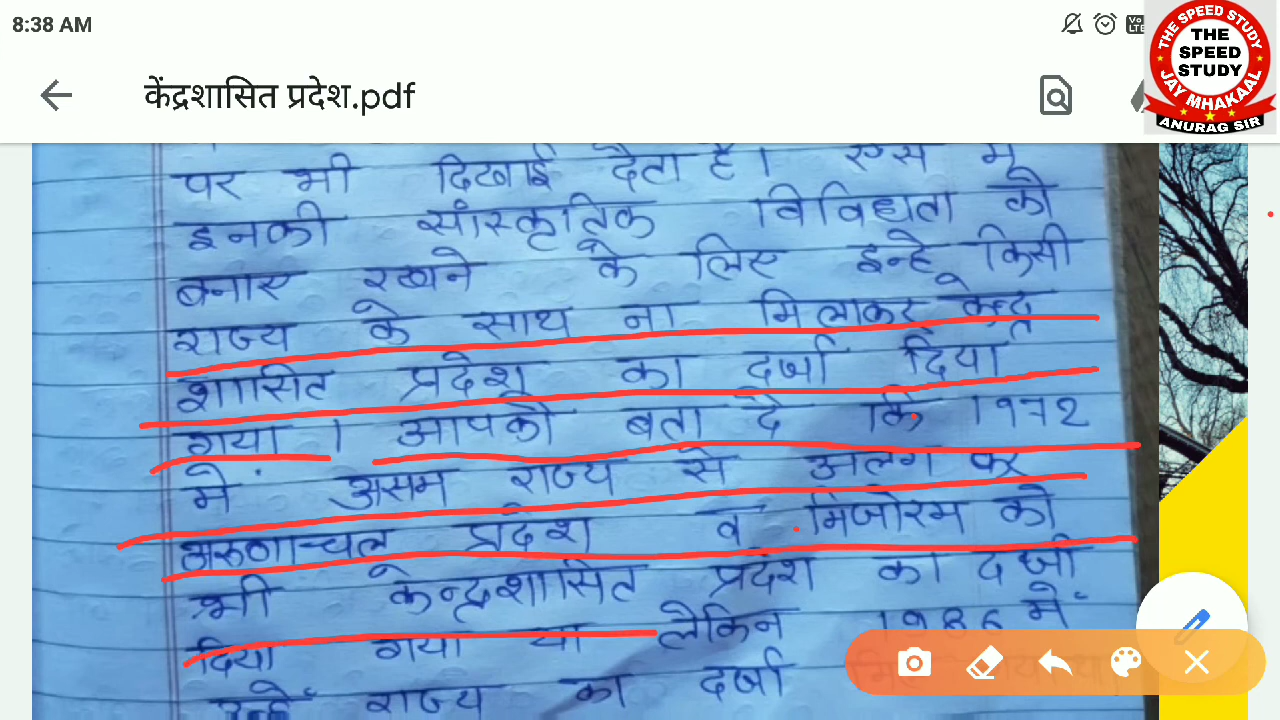 8:38 AM
केंद्रशासित प्रदेश.pdf
THE SPEED STUDY
THE
SPEED
STUDY
JAY MHAKAAL
ANURAG SIR
पर भी दिखाई देता है।
इनकी सांस्कृतिक विविधता को
बनाए रखने के लिए इन्हे किसी
राज्य के साथ ना मिलाकर केन्द्र
शासित प्रदेश का दर्जा दिया
गया। आपको बता दे कि 1972
में असम राज्य से अलग कर
अरुणाचल प्रदेश व मिजोरम को
भी केन्द्रशासित प्रदेश का दर्जा
दिया गया था लेकिन 1986 में
उन्हें राज्य का दर्जा